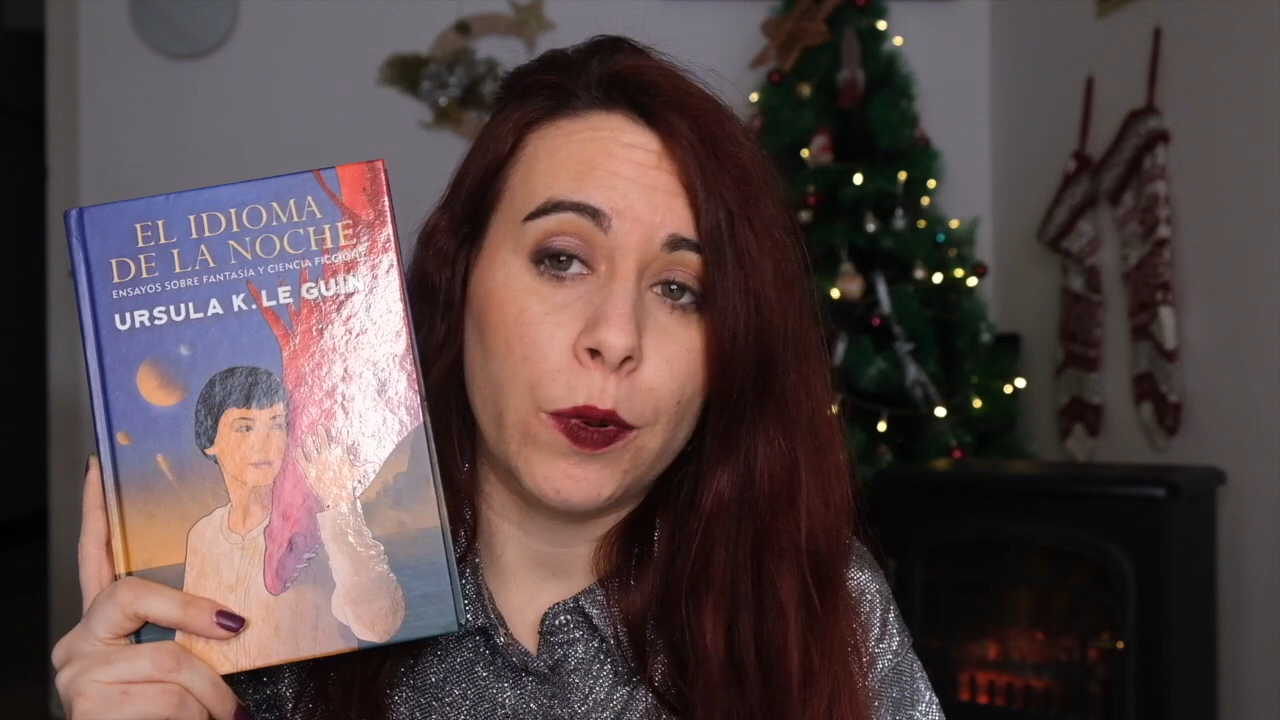 EL IDIOMA
DE LA NOCHE
ENSAYOS SOBRE FANTASÍA Y CIENCIA FICCIÓN
URSULA K. LE GUIN